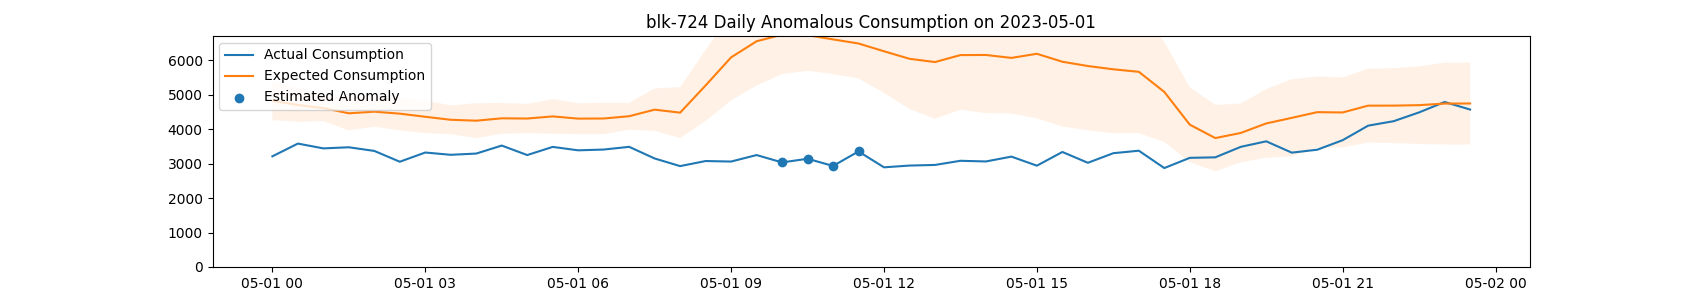 blk-724 Daily Anomalous Consumption on 2023-05-01
Actual Consumption
Expected Consumption
Estimated Anomaly
6000
5000
4000
3000
2000
1000
0
05-01 00 05-01 03 05-01 06 05-01 09 05-01 12 05-01 15 05-01 18 05-01 21 05-02 00